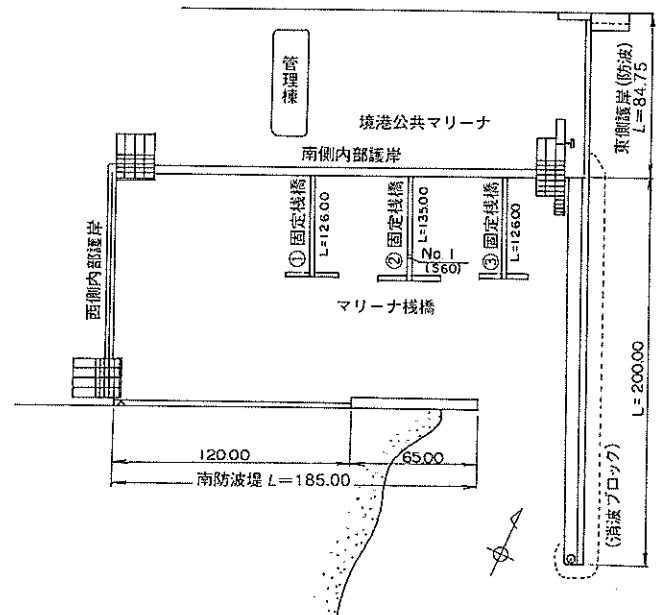 管理棟
境港公共マリーナ
東側護岸(防波)
L=84.75
南側内部護岸
① 固定桟橋
L=126.00
② 固定桟橋
L=135.00
No.1
(S60)
③ 固定桟橋
L=126.00
西側内部護岸
マリーナ桟橋
L=200.00
(消波ブロック)
120.00
65.00
南防波堤 L=185.00